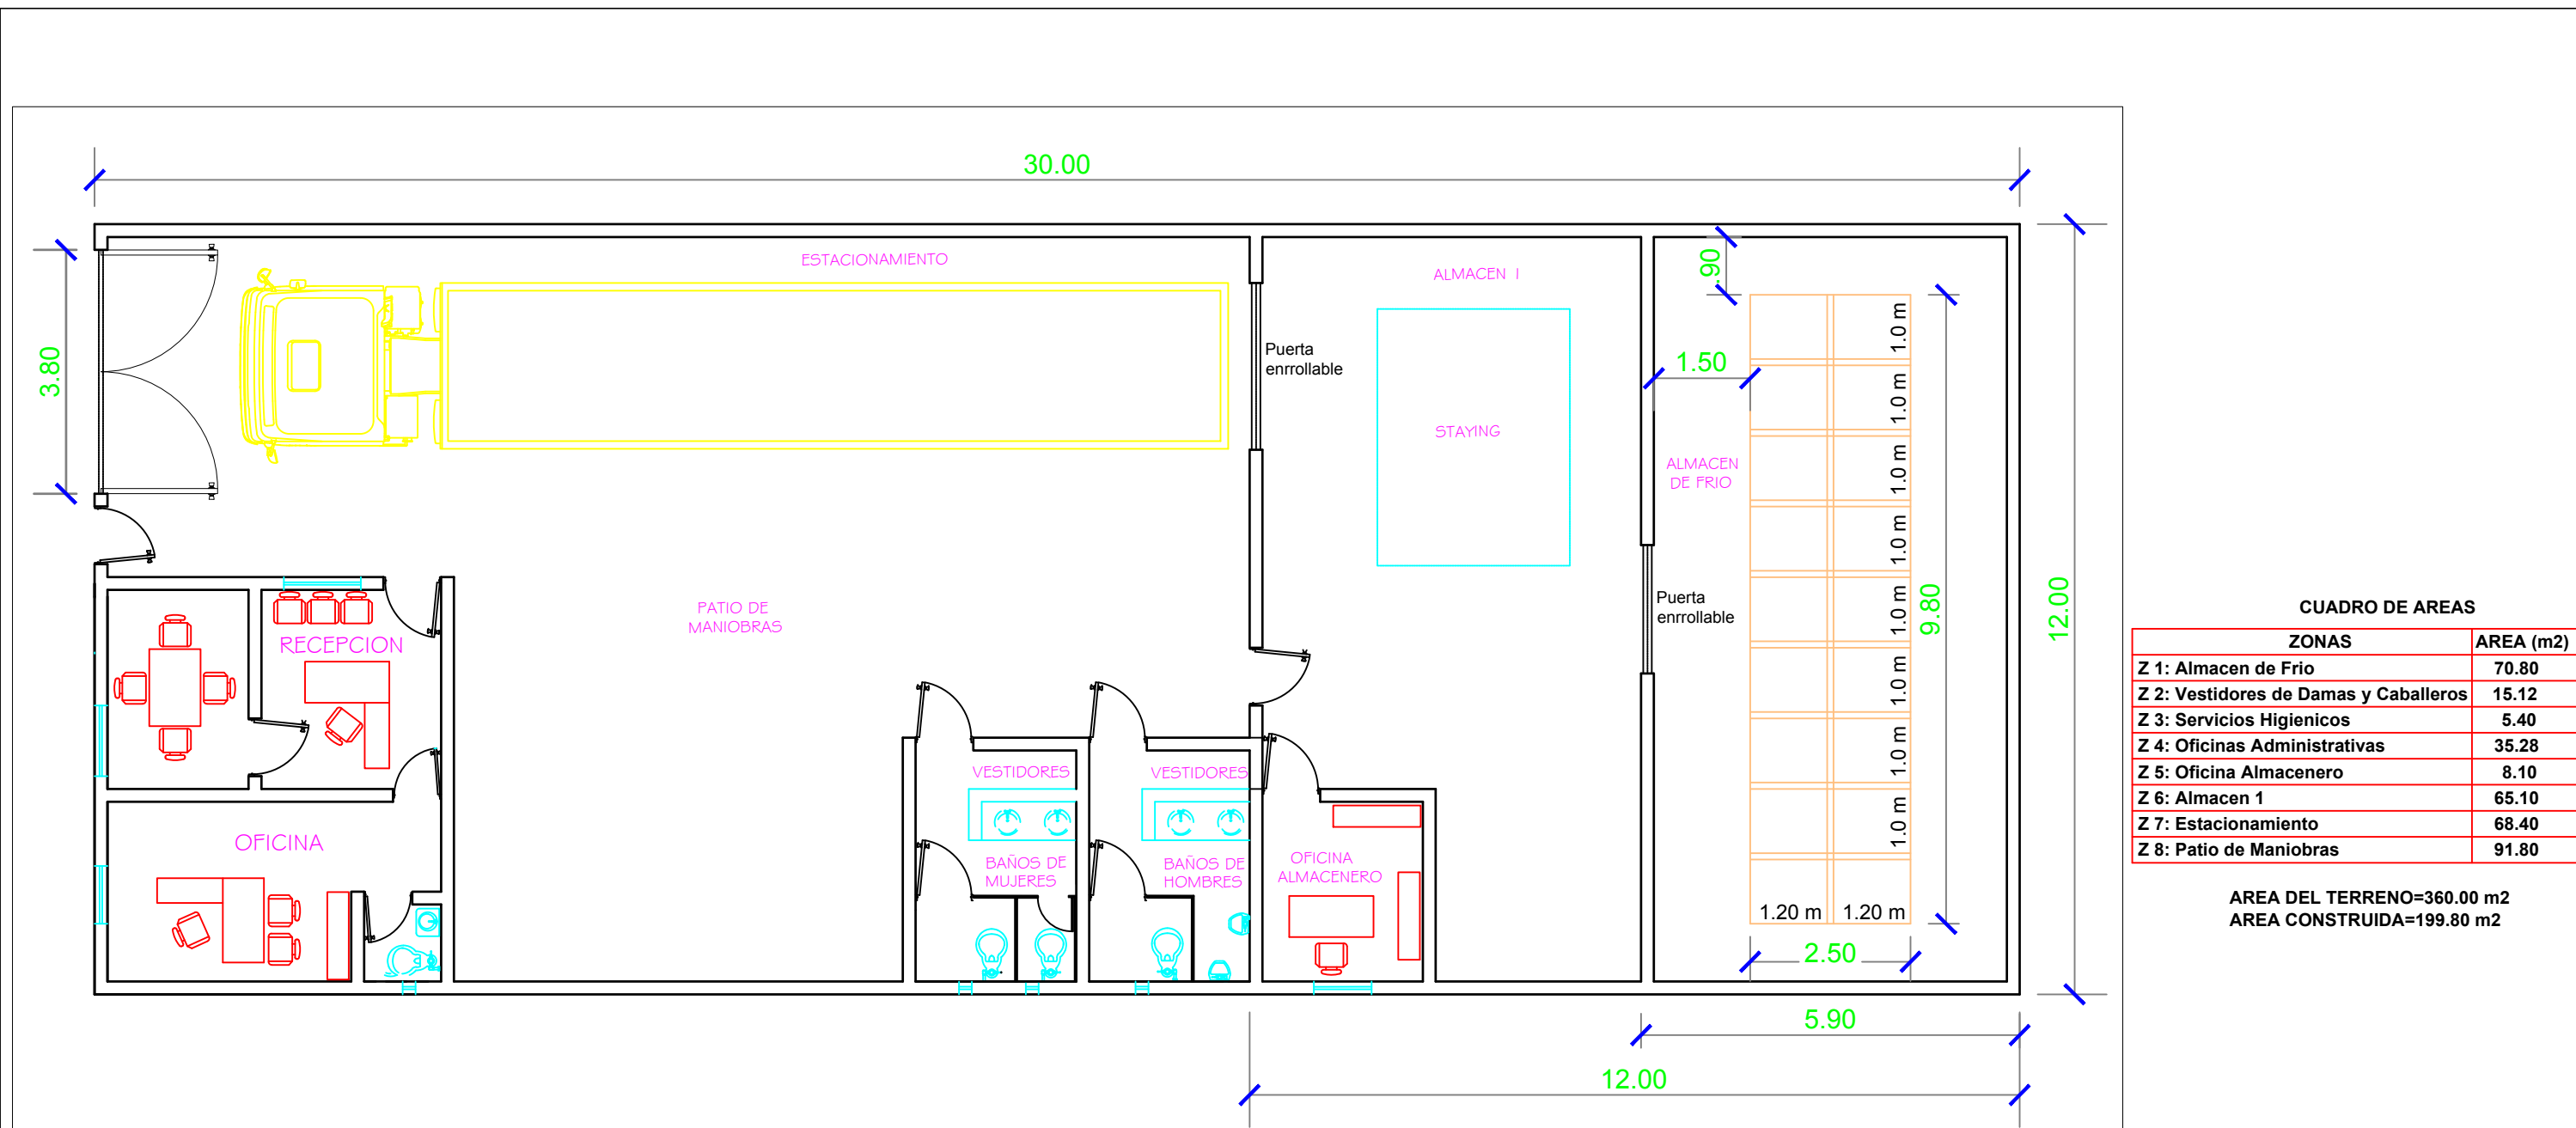 30.00
ESTACIONAMIENTO
ALMACEN 1
.90
3.80
Puerta
enrrollable
1.50
STAYING
ALMACEN
DE FRIO
1.0 m
1.0 m
1.0 m
1.0 m
1.0 m
1.0 m
1.0 m
1.0 m
9.80
12.00
PATIO DE
MANIOBRAS
RECEPCION
Puerta
enrrollable
VESTIDORES
VESTIDORES
OFICINA
BAÑOS DE
MUJERES
BAÑOS DE
HOMBRES
OFICINA
ALMACENERO
1.20 m 1.20 m
2.50
5.90
12.00
CUADRO DE AREAS
ZONAS AREA (m2)
Z 1: Almacen de Frio 70.80
Z 2: Vestidores de Damas y Caballeros 15.12
Z 3: Servicios Higienicos 5.40
Z 4: Oficinas Administrativas 35.28
Z 5: Oficina Almacenero 8.10
Z 6: Almacen 1 65.10
Z 7: Estacionamiento 68.40
Z 8: Patio de Maniobras 91.80
AREA DEL TERRENO=360.00 m2
AREA CONSTRUIDA=199.80 m2